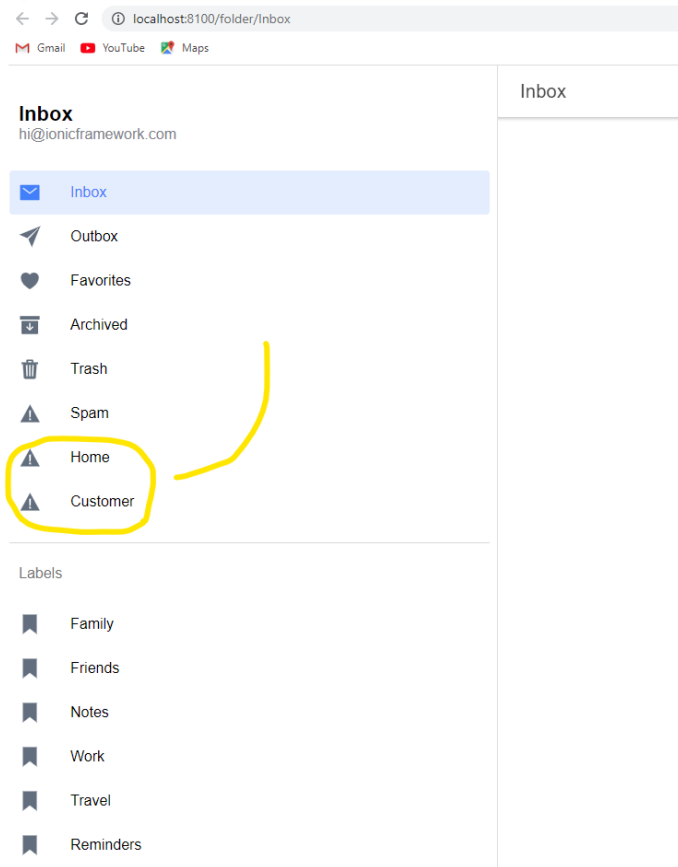 localhost:8100/folder/Inbox
Gmail YouTube Maps
Inbox
hi@ionicframework.com
Inbox
Inbox
Outbox
Favorites
Archived
Trash
Spam
Home
Customer
Labels
Family
Friends
Notes
Work
Travel
Reminders